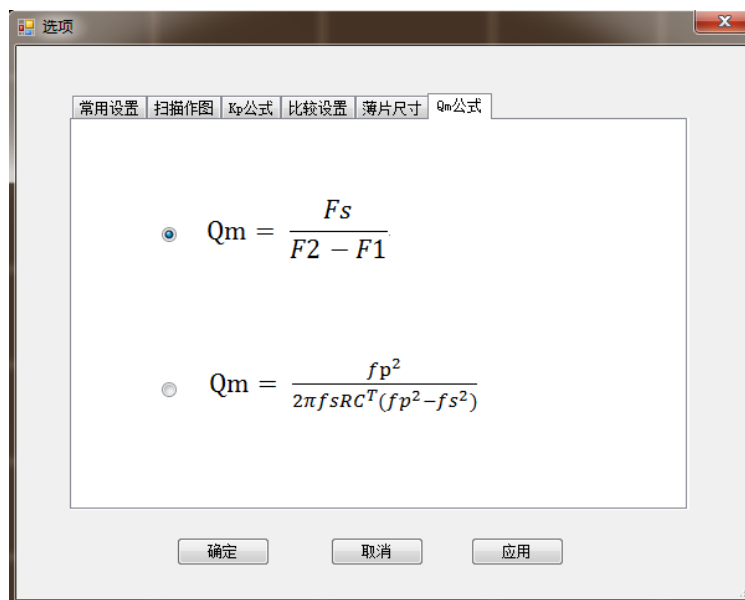 选项
常用设置 扫描作图 Kp公式 比较设置 薄片尺寸 Qm公式
Qm = Fs / (F2 − F1)
Qm = fp² / (2πfsRCᵀ(fp²−fs²))
确定 取消 应用